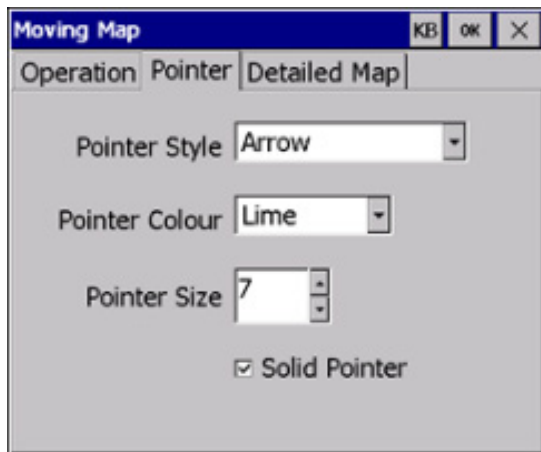 Moving Map KB OK
Operation Pointer Detailed Map
Pointer Style Arrow
Pointer Colour Lime
Pointer Size 7
Solid Pointer